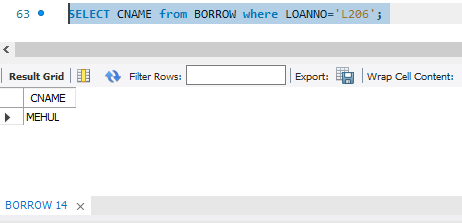 63 SELECT CNAME from BORROW where LOANNO='L206';
Result Grid Filter Rows: Export: Wrap Cell Content:
CNAME
MEHUL
BORROW 14